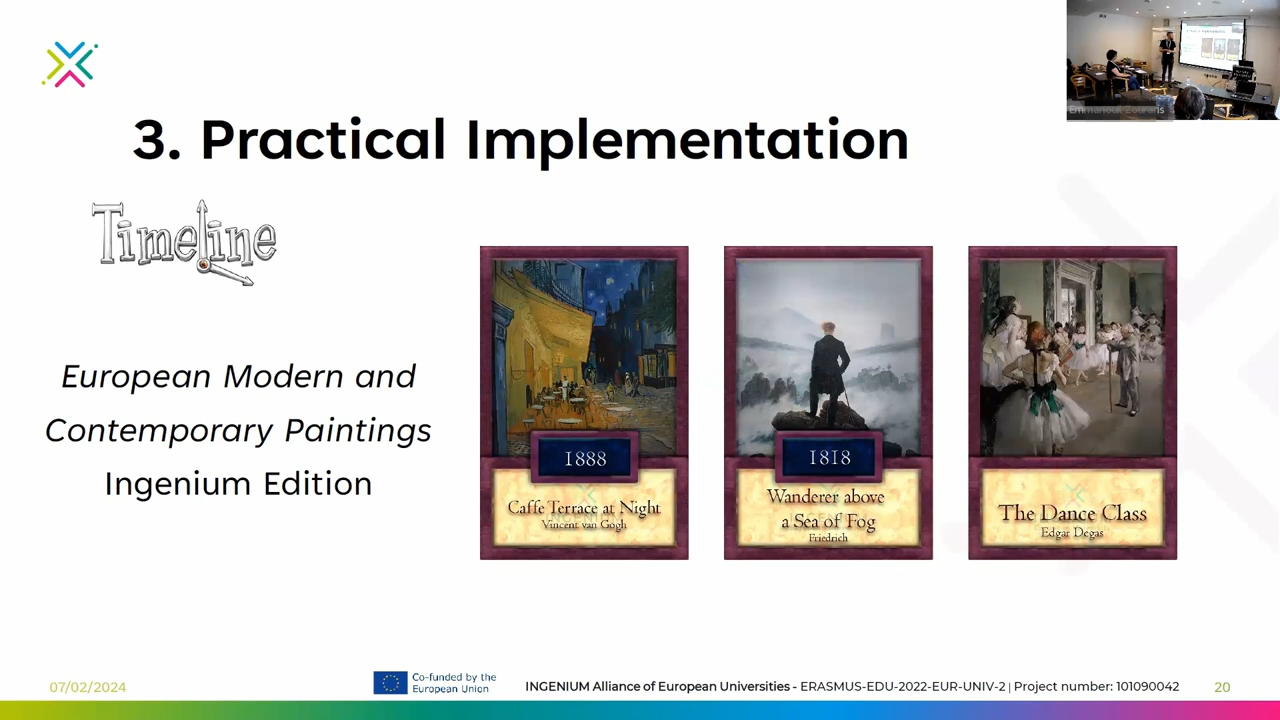 3. Practical Implementation
Timeline
European Modern and
Contemporary Paintings
Ingenium Edition
1888
Caffe Terrace at Night
Vincent van Gogh
1818
Wanderer above
a Sea of Fog
Friedrich
The Dance Class
Edgar Degas
07/02/2024
Co-funded by the
European Union
INGENIUM Alliance of European Universities - ERASMUS-EDU-2022-EUR-UNIV-2 | Project number: 101090042
20